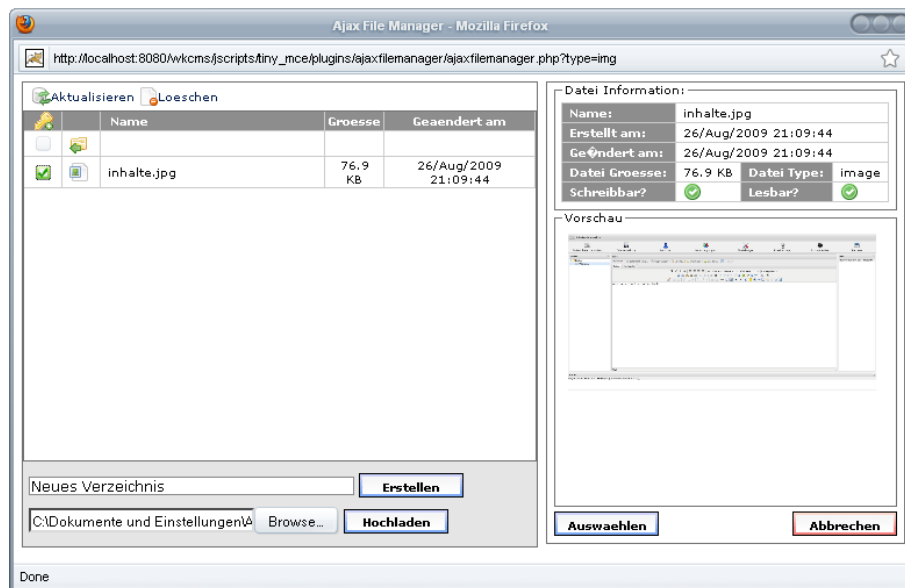 Ajax File Manager - Mozilla Firefox
http://localhost:8080/wkcms/jscripts/tiny_mce/plugins/ajaxfilemanager/ajaxfilemanager.php?type=img
Aktualisieren Loeschen
Name Groesse Geaendert am
inhalte.jpg 76.9 KB 26/Aug/2009 21:09:44
Neues Verzeichnis Erstellen
C:\Dokumente und Einstellungen\A Browse... Hochladen
Datei Information:
Name: inhalte.jpg
Erstellt am: 26/Aug/2009 21:09:44
Ge�ndert am: 26/Aug/2009 21:09:44
Datei Groesse: 76.9 KB Datei Type: image
Schreibbar? Lesbar?
Vorschau
Auswaehlen Abbrechen
Done